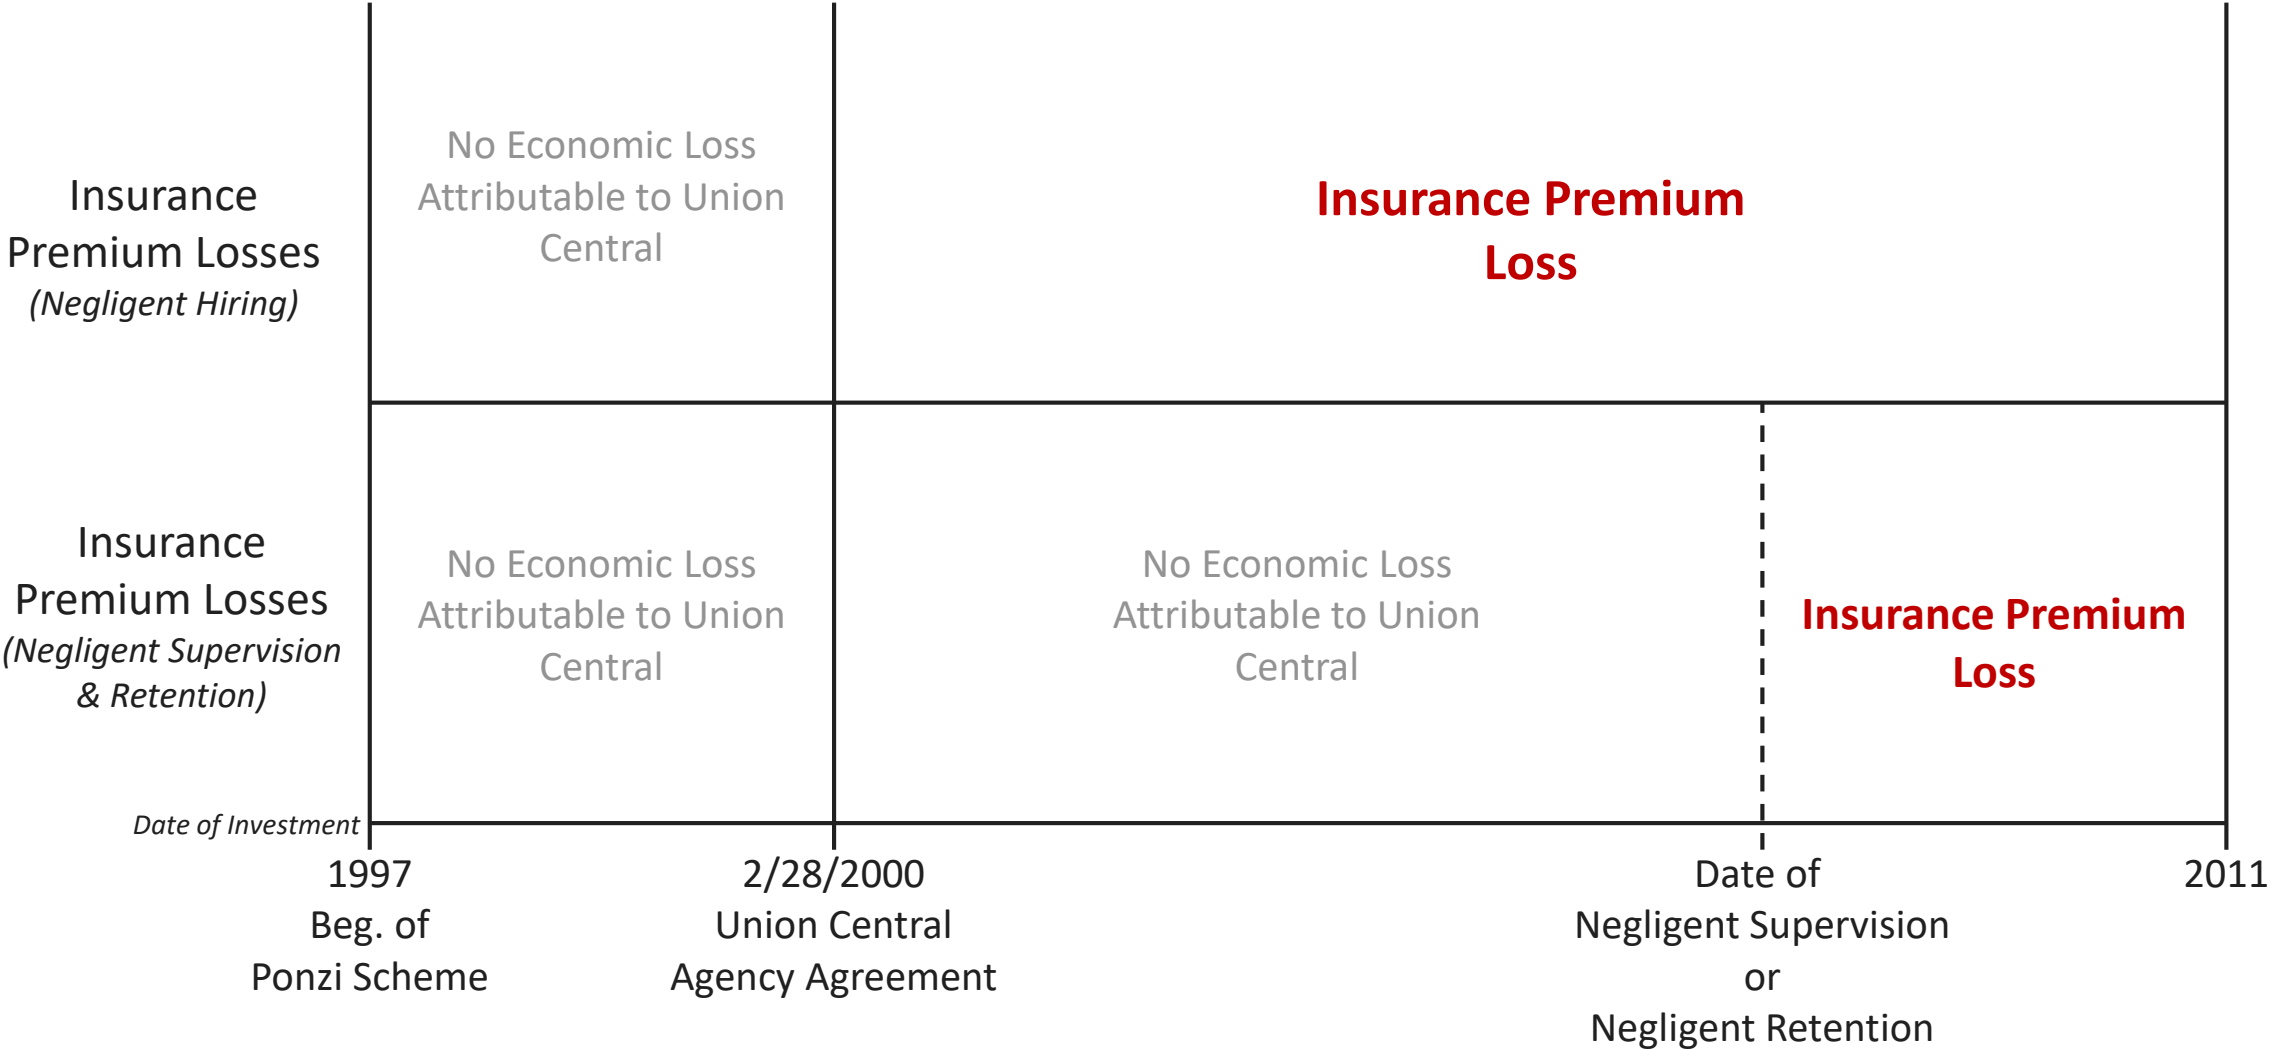 Insurance
Premium Losses
(Negligent Hiring)
No Economic Loss
Attributable to Union
Central
Insurance Premium
Loss
Insurance
Premium Losses
(Negligent Supervision
& Retention)
No Economic Loss
Attributable to Union
Central
No Economic Loss
Attributable to Union
Central
Insurance Premium
Loss
Date of Investment
1997
Beg. of
Ponzi Scheme
2/28/2000
Union Central
Agency Agreement
Date of
Negligent Supervision
or
Negligent Retention
2011